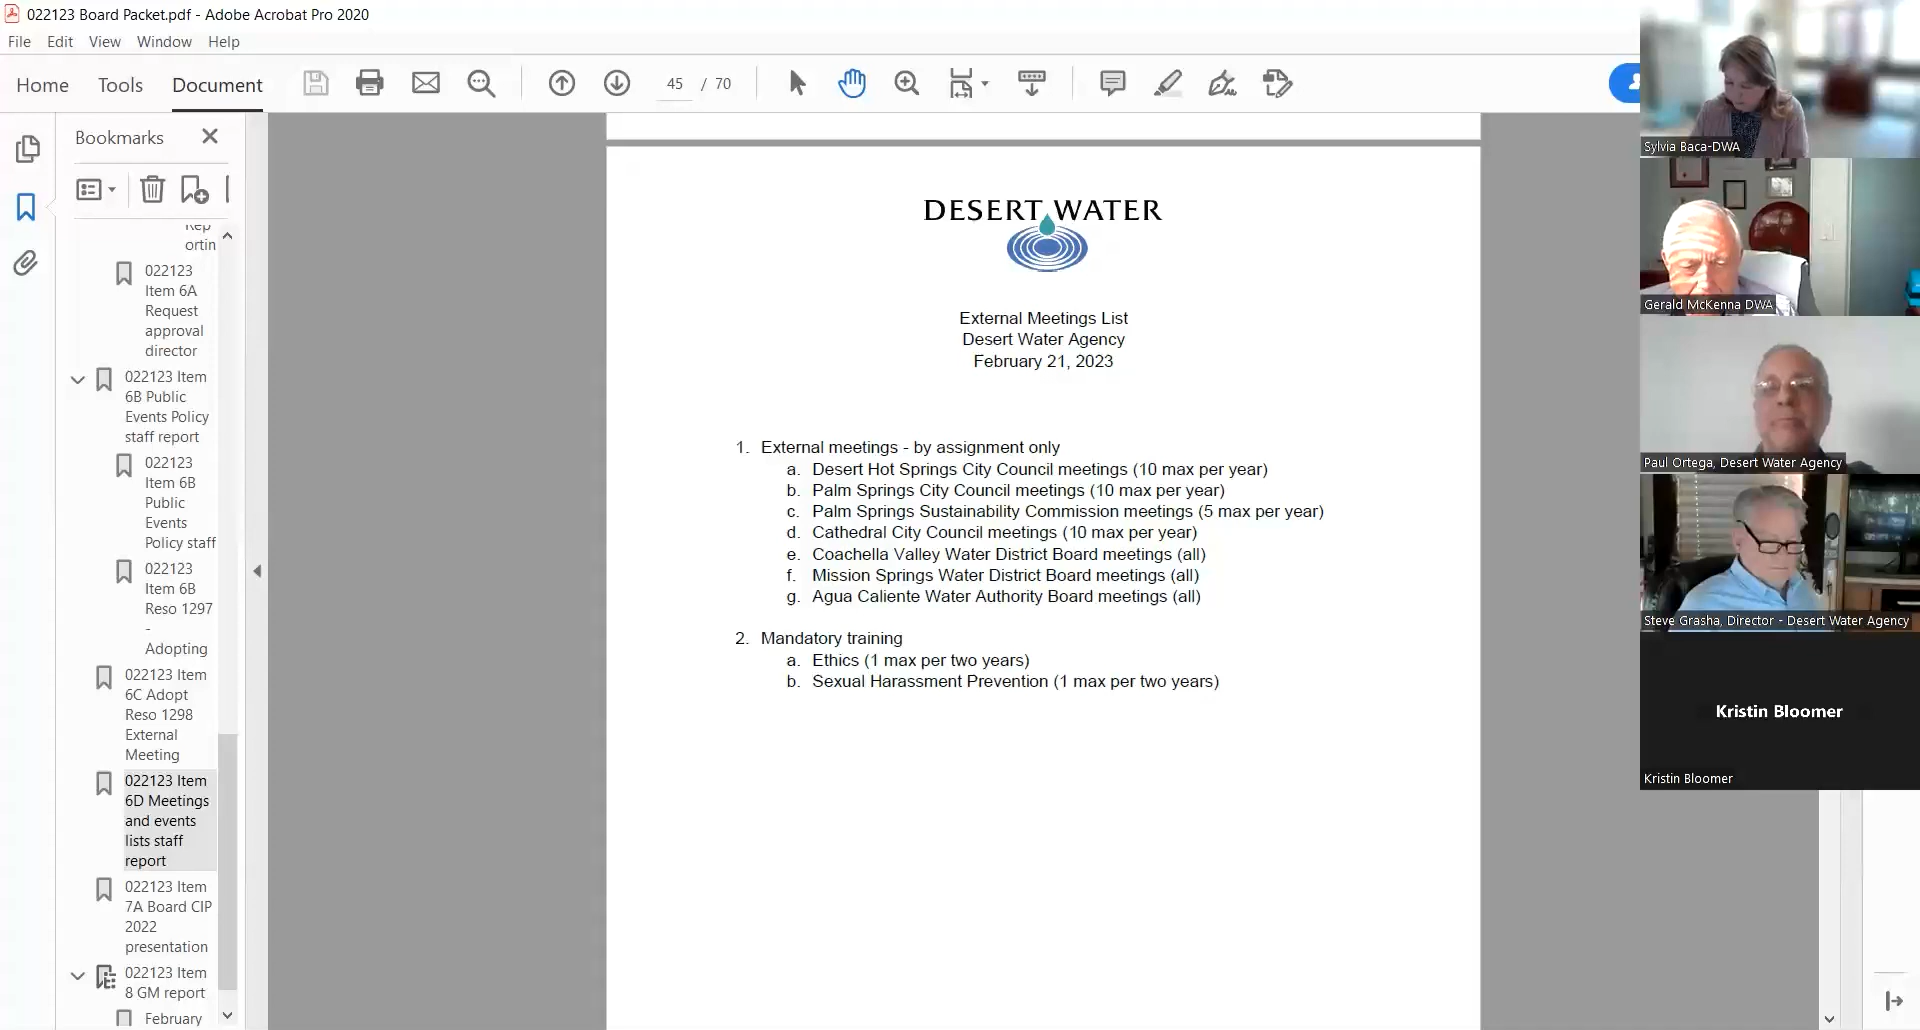 022123 Board Packet.pdf - Adobe Acrobat Pro 2020
File Edit View Window Help
Home Tools Document 45 / 70
Bookmarks
Rep
ortin
022123
Item 6A
Request
approval
director
022123 Item
6B Public
Events Policy
staff report
022123
Item 6B
Public
Events
Policy staff
022123
Item 6B
Reso 1297
-
Adopting
022123 Item
6C Adopt
Reso 1298
External
Meeting
022123 Item
6D Meetings
and events
lists staff
report
022123 Item
7A Board CIP
2022
presentation
022123 Item
8 GM report
February
DESERT WATER
External Meetings List
Desert Water Agency
February 21, 2023
1. External meetings - by assignment only
a. Desert Hot Springs City Council meetings (10 max per year)
b. Palm Springs City Council meetings (10 max per year)
c. Palm Springs Sustainability Commission meetings (5 max per year)
d. Cathedral City Council meetings (10 max per year)
e. Coachella Valley Water District Board meetings (all)
f. Mission Springs Water District Board meetings (all)
g. Agua Caliente Water Authority Board meetings (all)
2. Mandatory training
a. Ethics (1 max per two years)
b. Sexual Harassment Prevention (1 max per two years)
Sylvia Baca-DWA
Gerald McKenna DWA
Paul Ortega, Desert Water Agency
Steve Grasha, Director - Desert Water Agency
Kristin Bloomer
Kristin Bloomer